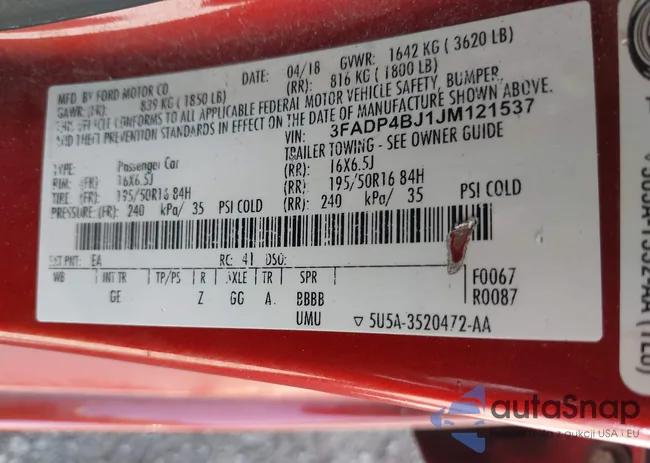 MFD. BY FORD MOTOR CO.
DATE: 04/18 GVWR: 1642 KG ( 3620 LB)
GAWR: (FR): 839 KG ( 1850 LB) (RR): 816 KG ( 1800 LB)
THIS VEHICLE CONFORMS TO ALL APPLICABLE FEDERAL MOTOR VEHICLE SAFETY, BUMPER,
AND THEFT PREVENTION STANDARDS IN EFFECT ON THE DATE OF MANUFACTURE SHOWN ABOVE.
VIN: 3FADP4BJ1JM121537
TYPE: Passenger Car TRAILER TOWING - SEE OWNER GUIDE
RIM: (FR) 16X6.5J (RR): 16X6.5J
TIRE: (FR) 195/50R16 84H (RR): 195/50R16 84H
PRESSURE: (FR): 240 kPa/ 35 PSI COLD (RR): 240 kPa/ 35 PSI COLD
EXT PNT: EA RC: 41 DSO:
WB INT TR TP/PS R AXLE TR SPR F0067
GE Z GG A. BBBB R0087
UMU ▽ 5U5A-3520472-AA
autaSnap
aukcji USA i EU